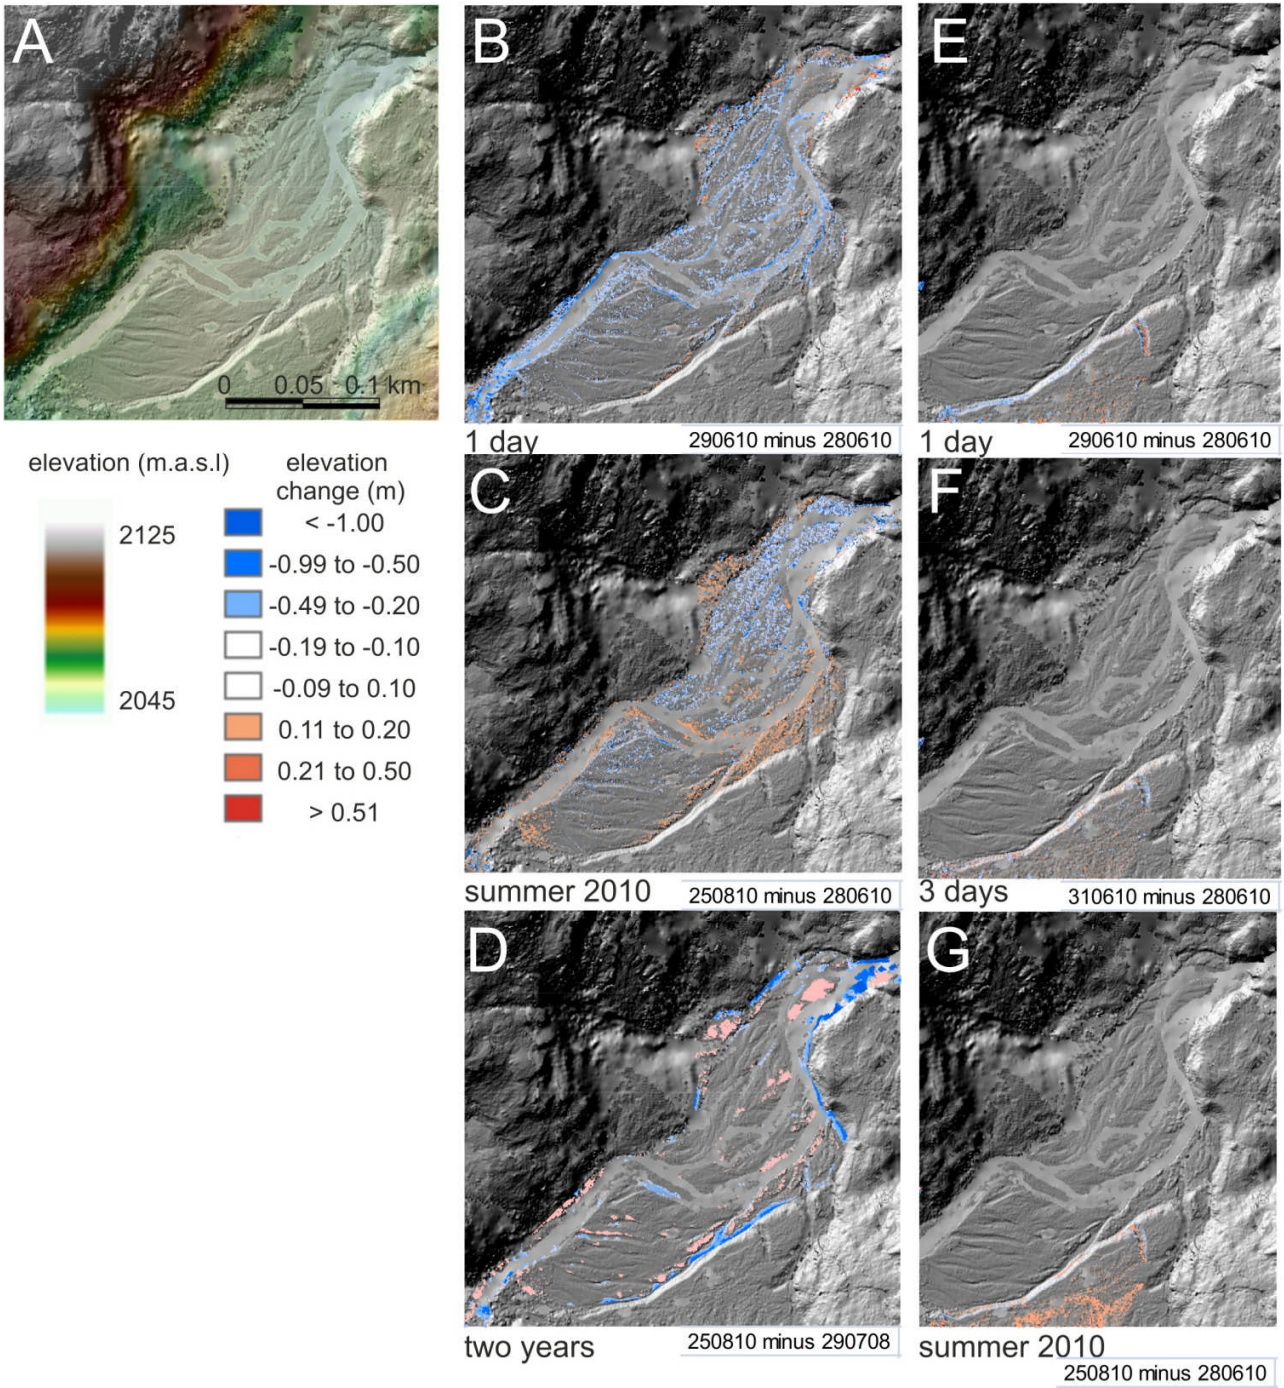 A
B
E
0 0.05 0.1 km
1 day
290610 minus 280610
1 day
290610 minus 280610
elevation (m.a.s.l)
elevation
change (m)
2125
2045
< -1.00
-0.99 to -0.50
-0.49 to -0.20
-0.19 to -0.10
-0.09 to 0.10
0.11 to 0.20
0.21 to 0.50
> 0.51
C
F
summer 2010
250810 minus 280610
3 days
310610 minus 280610
D
G
two years
250810 minus 290708
summer 2010
250810 minus 280610